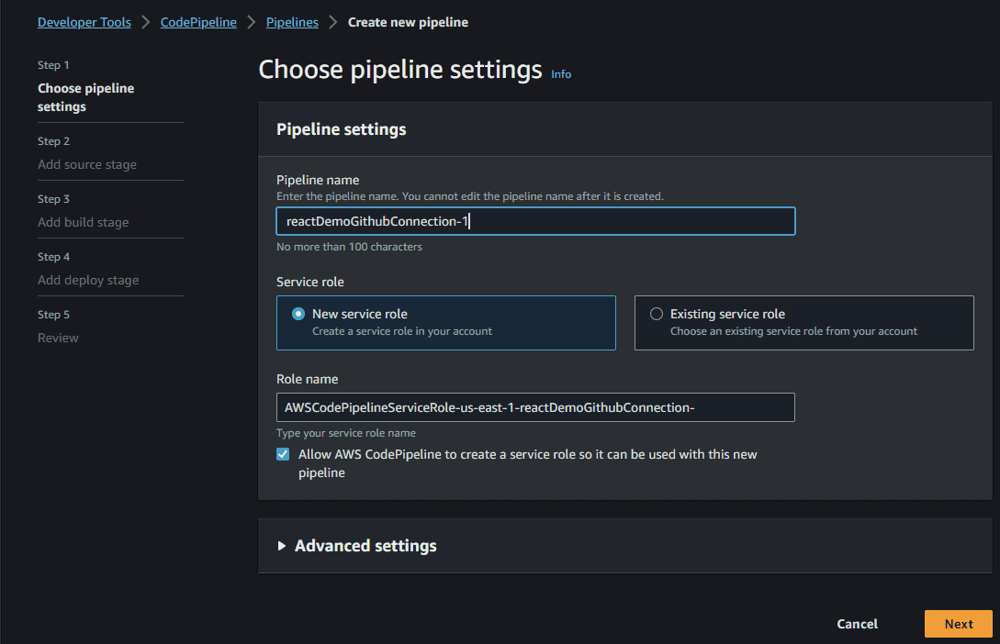 Developer Tools > CodePipeline > Pipelines > Create new pipeline
Step 1
Choose pipeline
settings
Step 2
Add source stage
Step 3
Add build stage
Step 4
Add deploy stage
Step 5
Review
Choose pipeline settings Info
Pipeline settings
Pipeline name
Enter the pipeline name. You cannot edit the pipeline name after it is created.
reactDemoGithubConnection-1
No more than 100 characters
Service role
New service role
Create a service role in your account
Existing service role
Choose an existing service role from your account
Role name
AWSCodePipelineServiceRole-us-east-1-reactDemoGithubConnection-
Type your service role name
Allow AWS CodePipeline to create a service role so it can be used with this new
pipeline
Advanced settings
Cancel
Next